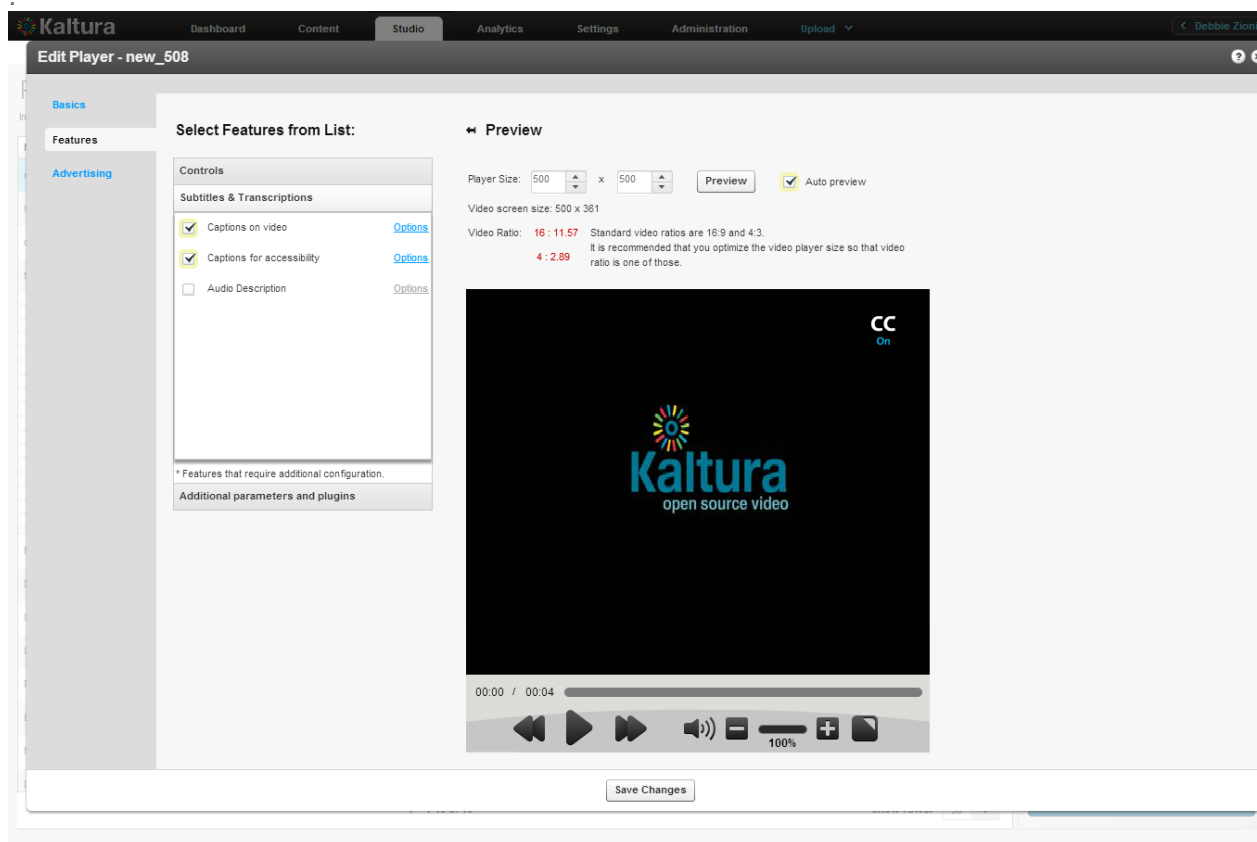 Kaltura
Dashboard Content Studio Analytics Settings Administration Upload
Debbie Zion
Edit Player - new_508
?
Basics
Features
Advertising
Select Features from List:
Controls
Subtitles & Transcriptions
Captions on video Options
Captions for accessibility Options
Audio Description Options
* Features that require additional configuration.
Additional parameters and plugins
Preview
Player Size: 500 x 500 Preview Auto preview
Video screen size: 500 x 361
Video Ratio: 16 : 11.57 Standard video ratios are 16:9 and 4:3.
It is recommended that you optimize the video player size so that video
4 : 2.89 ratio is one of those.
CC
On
Kaltura
open source video
00:00 / 00:04
100%
Save Changes